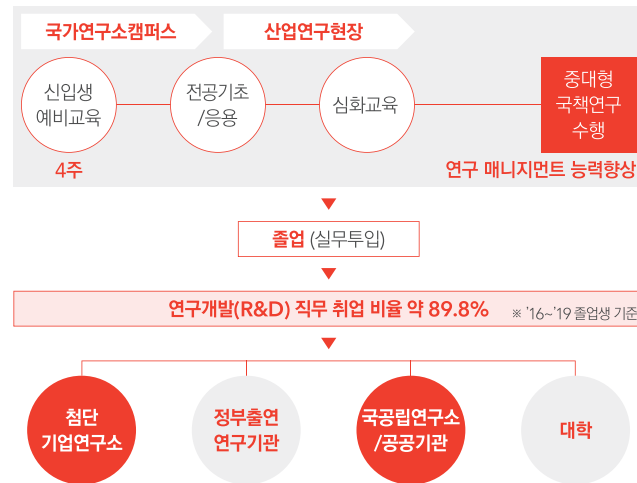 국가연구소캠퍼스
산업연구현장
신입생
예비교육
전공기초
/응용
심화교육
중대형
국책연구
수행
4주
연구 매니지먼트 능력향상
졸업 (실무투입)
연구개발(R&D) 직무 취업 비율 약 89.8% ※ '16~'19 졸업생 기준
첨단
기업연구소
정부출연
연구기관
국공립연구소
/공공기관
대학